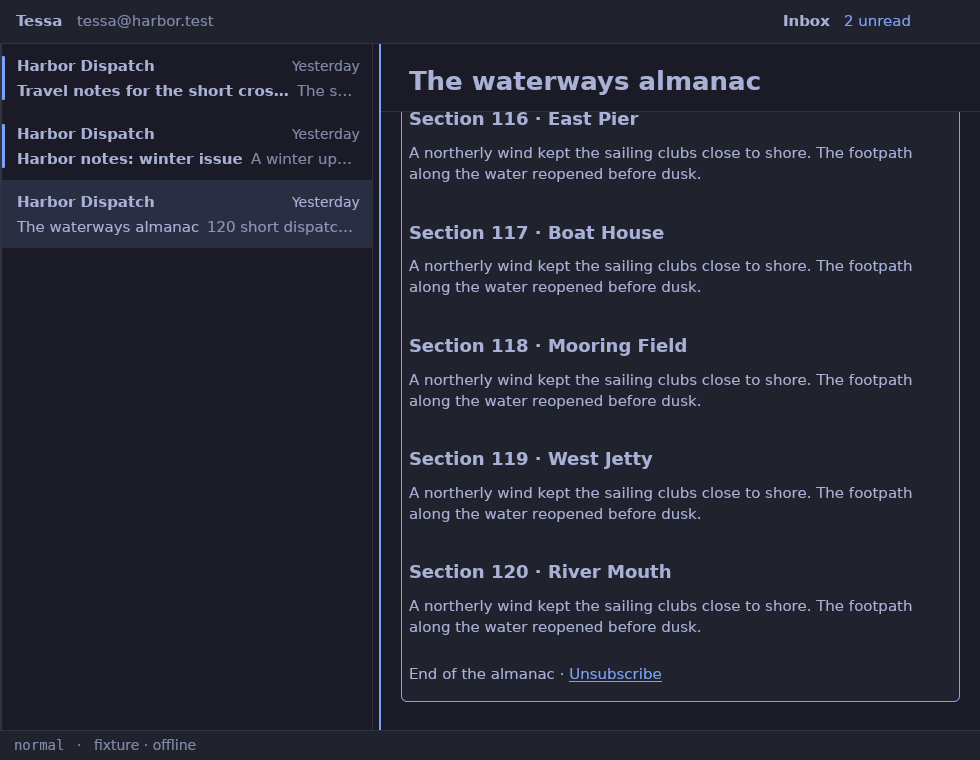 Tessa tessa@harbor.test
Inbox 2 unread
Harbor Dispatch Yesterday
Travel notes for the short cros… The s…
Harbor Dispatch Yesterday
Harbor notes: winter issue A winter up…
Harbor Dispatch Yesterday
The waterways almanac 120 short dispatc…
The waterways almanac
Section 116 · East Pier
A northerly wind kept the sailing clubs close to shore. The footpath
along the water reopened before dusk.
Section 117 · Boat House
A northerly wind kept the sailing clubs close to shore. The footpath
along the water reopened before dusk.
Section 118 · Mooring Field
A northerly wind kept the sailing clubs close to shore. The footpath
along the water reopened before dusk.
Section 119 · West Jetty
A northerly wind kept the sailing clubs close to shore. The footpath
along the water reopened before dusk.
Section 120 · River Mouth
A northerly wind kept the sailing clubs close to shore. The footpath
along the water reopened before dusk.
End of the almanac · Unsubscribe
normal · fixture · offline